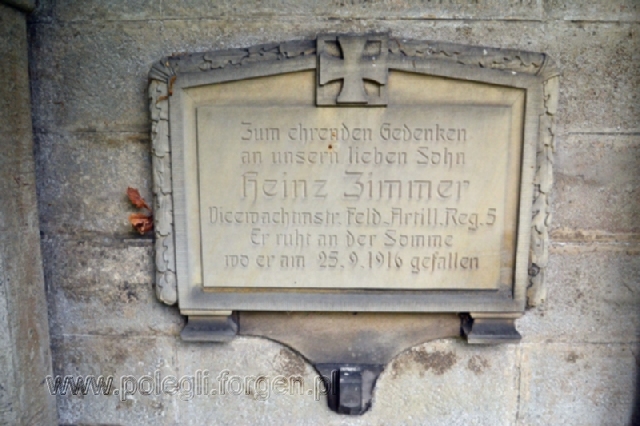 Zum ehrenden Gedenken
an unsern lieben Sohn
Heinz Zimmer
Vicewachtmstr. Feld-Artill. Reg. 5
Er ruht an der Somme
wo er am 25. 9. 1916 gefallen
www.polegli.forgen.pl